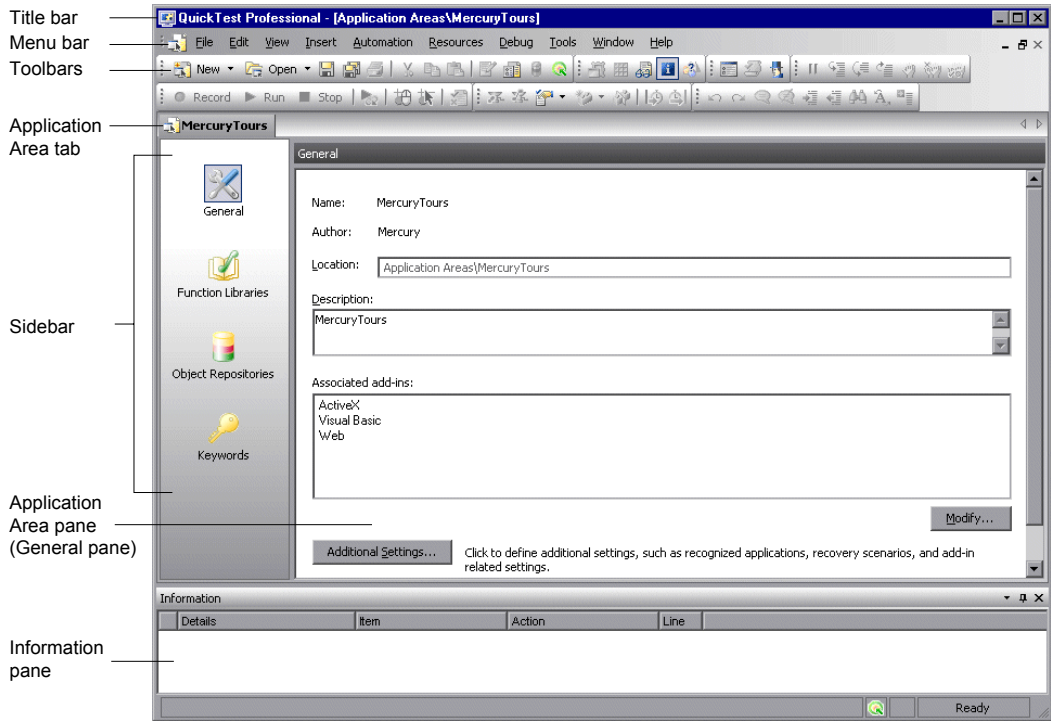 Title bar
QuickTest Professional - [Application Areas\MercuryTours]
Menu bar
File Edit View Insert Automation Resources Debug Tools Window Help
Toolbars
New Open
Record Run Stop
Application
Area tab
MercuryTours
Sidebar
General
Function Libraries
Object Repositories
Keywords
General
Name: MercuryTours
Author: Mercury
Location: Application Areas\MercuryTours
Description:
MercuryTours
Associated add-ins:
ActiveX
Visual Basic
Web
Modify...
Application
Area pane
(General pane)
Additional Settings... Click to define additional settings, such as recognized applications, recovery scenarios, and add-in
related settings.
Information
Details Item Action Line
Information
pane
Ready